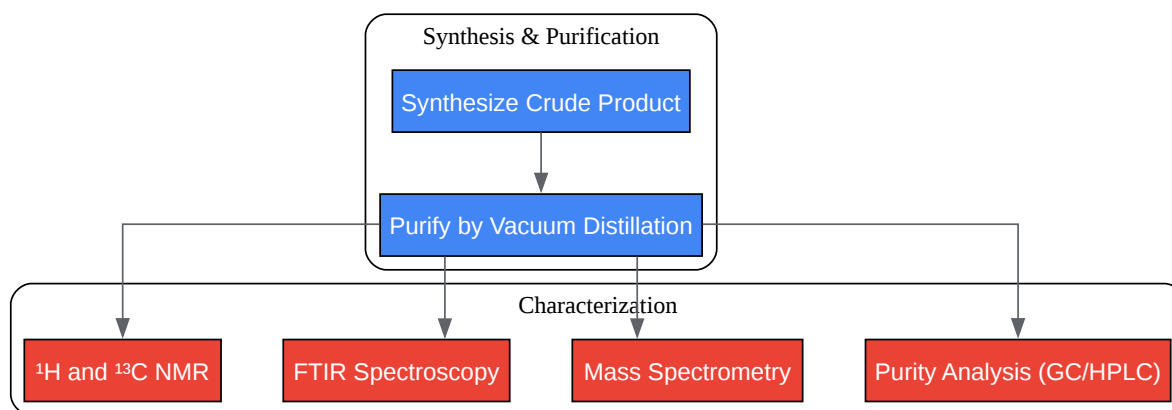 Synthesis & Purification
Synthesize Crude Product
Purify by Vacuum Distillation
Characterization
¹H and ¹³C NMR
FTIR Spectroscopy
Mass Spectrometry
Purity Analysis (GC/HPLC)